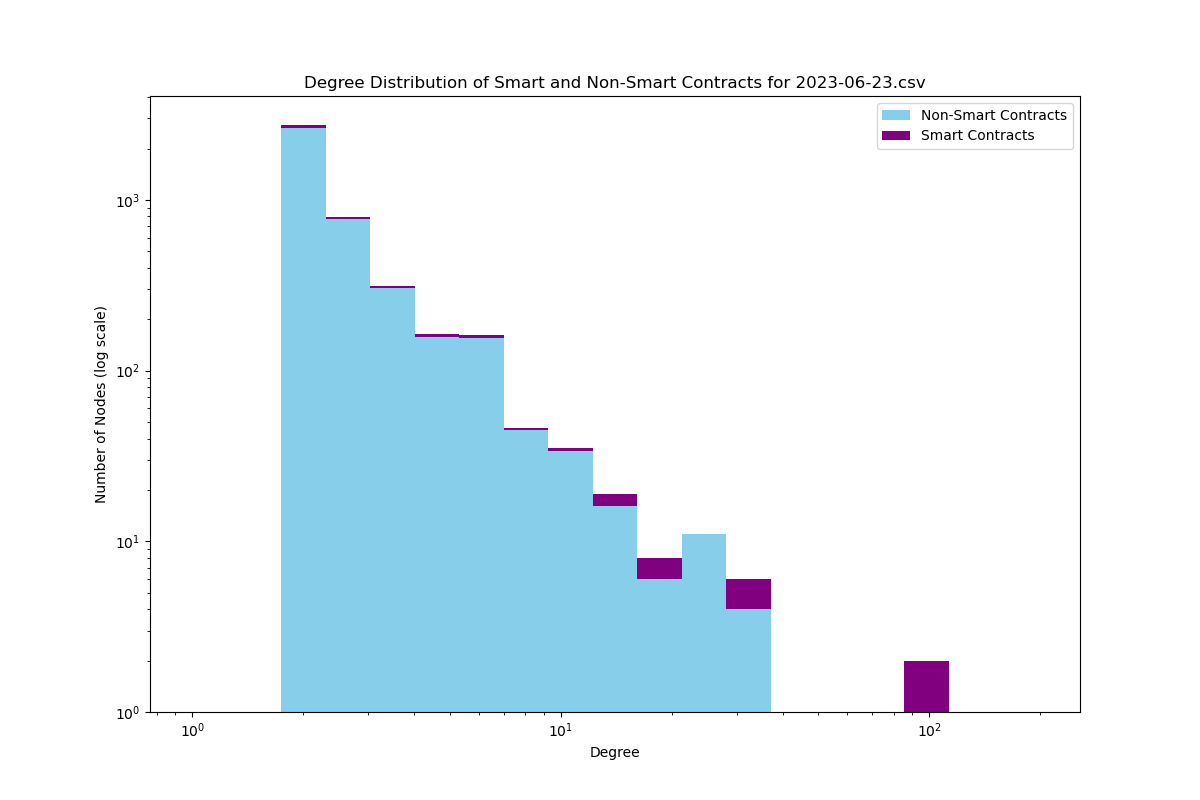 Degree Distribution of Smart and Non-Smart Contracts for 2023-06-23.csv
Non-Smart Contracts
Smart Contracts
Number of Nodes (log scale)
10³
10²
10¹
10⁰
10⁰ 10¹ 10²
Degree